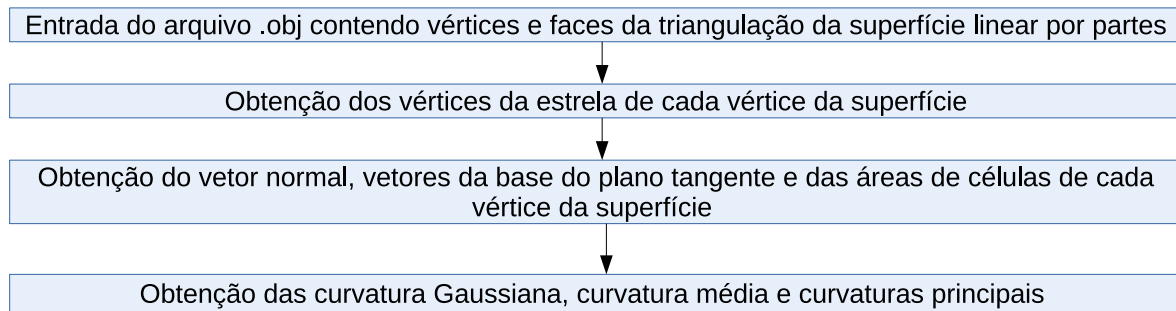 Entrada do arquivo .obj contendo vértices e faces da triangulação da superfície linear por partes
Obtenção dos vértices da estrela de cada vértice da superfície
Obtenção do vetor normal, vetores da base do plano tangente e das áreas de células de cada
vértice da superfície
Obtenção das curvatura Gaussiana, curvatura média e curvaturas principais